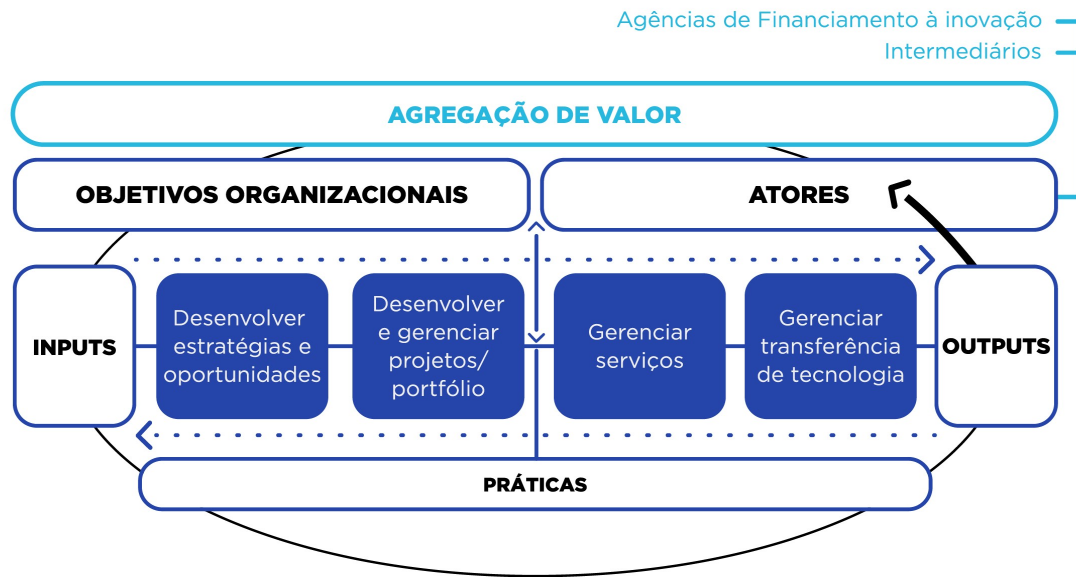 Agências de Financiamento à inovação
Intermediários
AGREGAÇÃO DE VALOR
OBJETIVOS ORGANIZACIONAIS
ATORES
INPUTS
Desenvolver
estratégias e
oportunidades
Desenvolver
e gerenciar
projetos/
portfólio
Gerenciar
serviços
Gerenciar
transferência
de tecnologia
OUTPUTS
PRÁTICAS